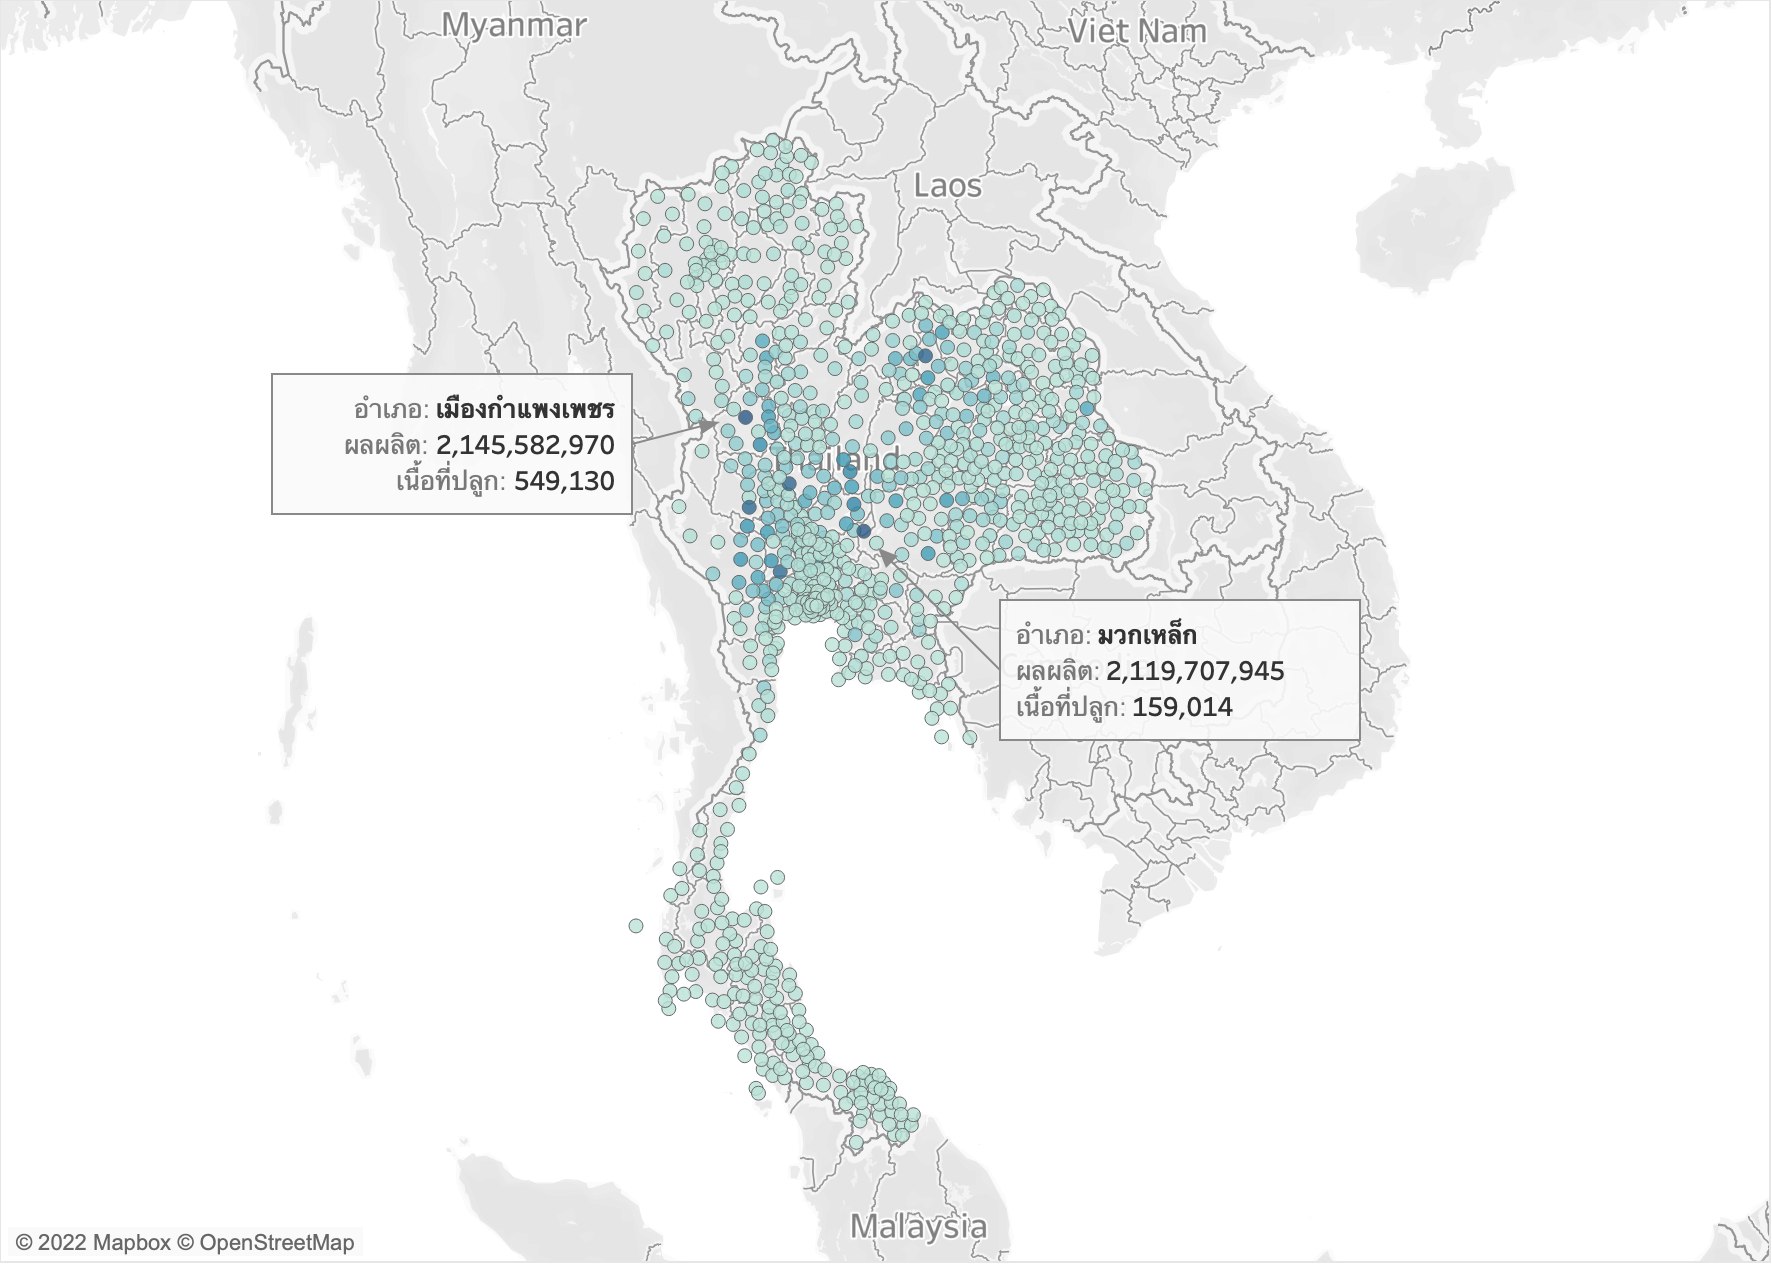 Myanmar
Viet Nam
Laos
อำเภอ: เมืองกำแพงเพชร
ผลผลิต: 2,145,582,970
เนื้อที่ปลูก: 549,130
Thailand
อำเภอ: มวกเหล็ก
ผลผลิต: 2,119,707,945
เนื้อที่ปลูก: 159,014
Malaysia
© 2022 Mapbox © OpenStreetMap